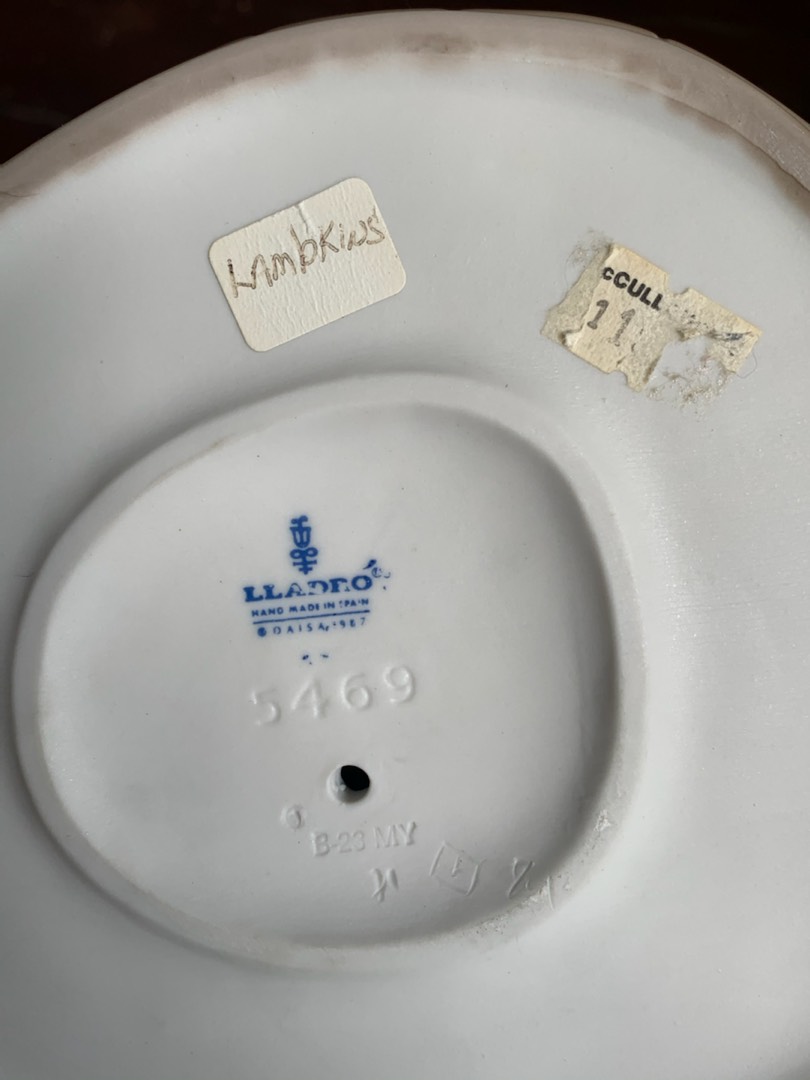 LAMbKINS
cCULL
11
LLADRÓ
HAND MADE IN SPAIN
© DAISA, 1987
5469
B-23 MY